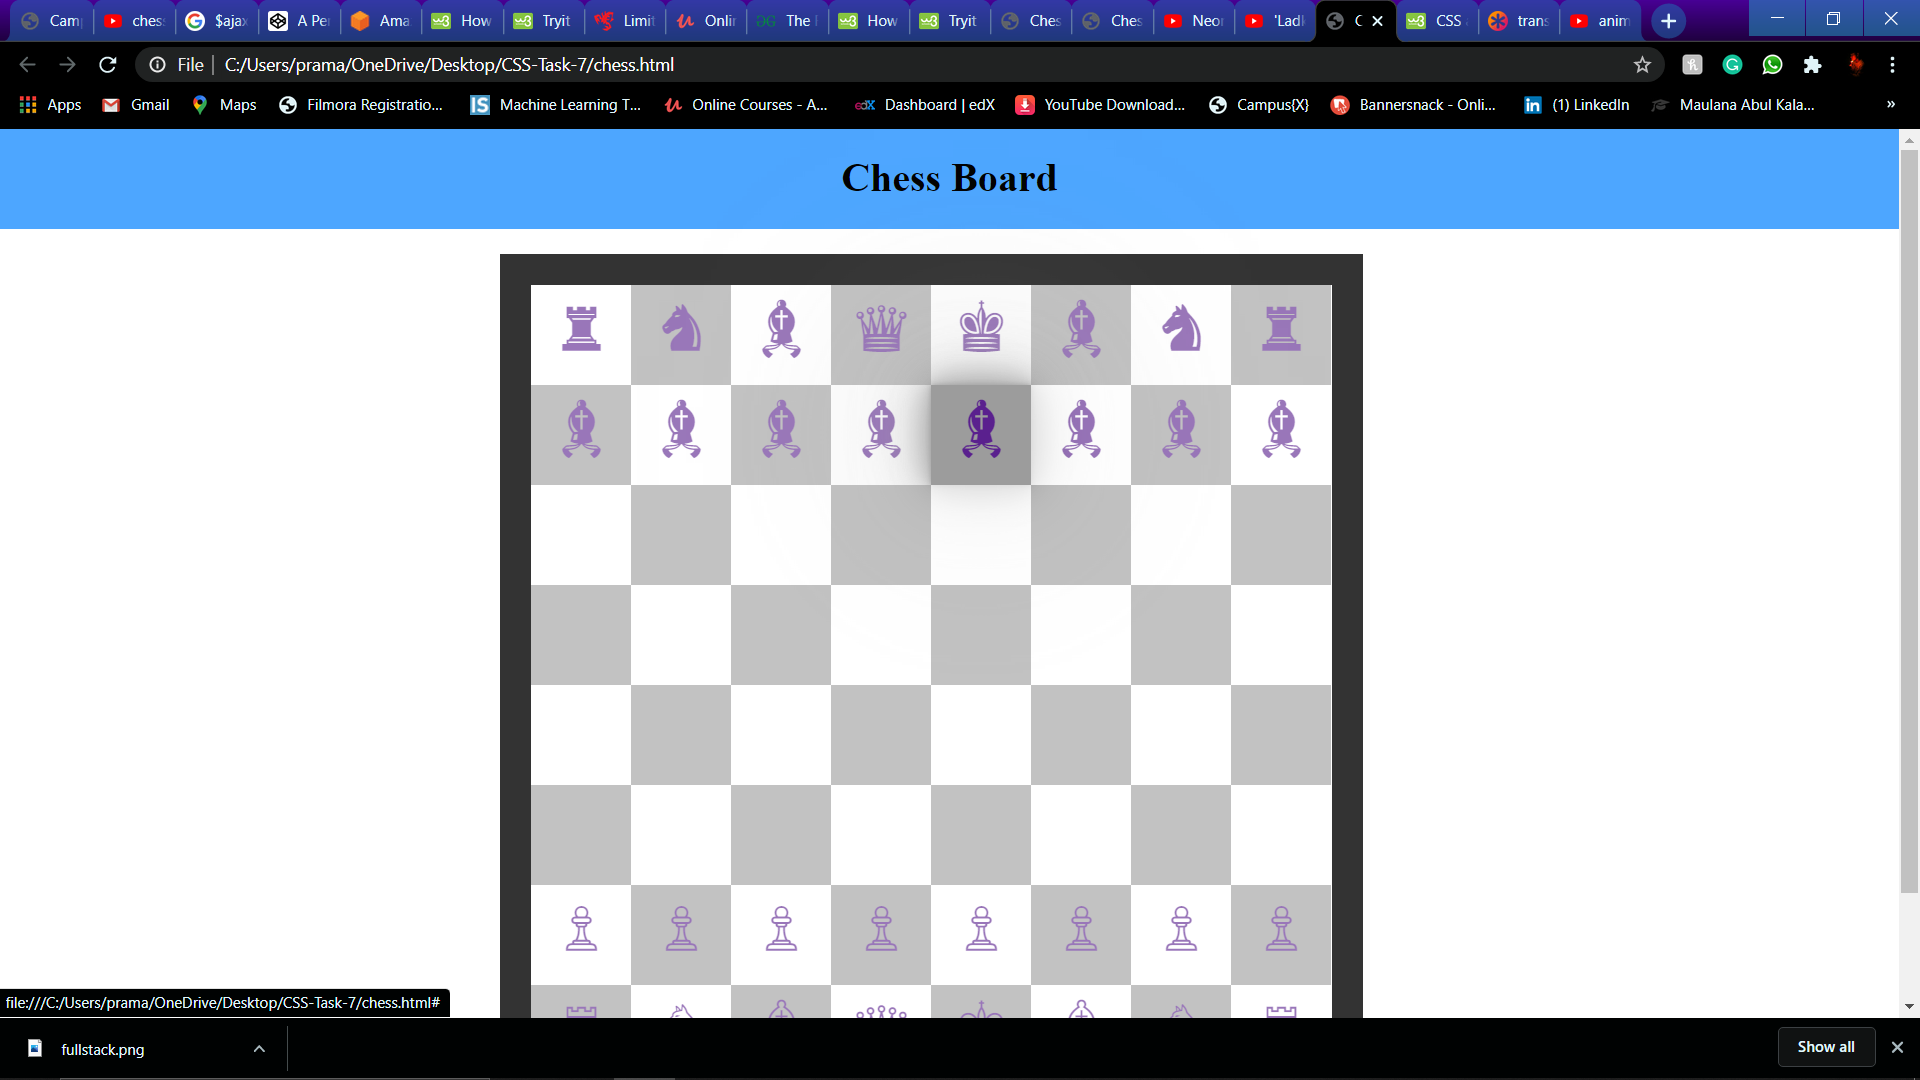 Cam ches $ajax A Pe Ama How Tryit Limit Onlin The How Tryit Ches Ches Neon 'Ladk C CSS trans anim
File C:/Users/prama/OneDrive/Desktop/CSS-Task-7/chess.html
Apps Gmail Maps Filmora Registratio... Machine Learning T... Online Courses - A... Dashboard | edX YouTube Download... Campus{X} Bannersnack - Onli... (1) LinkedIn Maulana Abul Kala... »
Chess Board
file:///C:/Users/prama/OneDrive/Desktop/CSS-Task-7/chess.html#
fullstack.png Show all